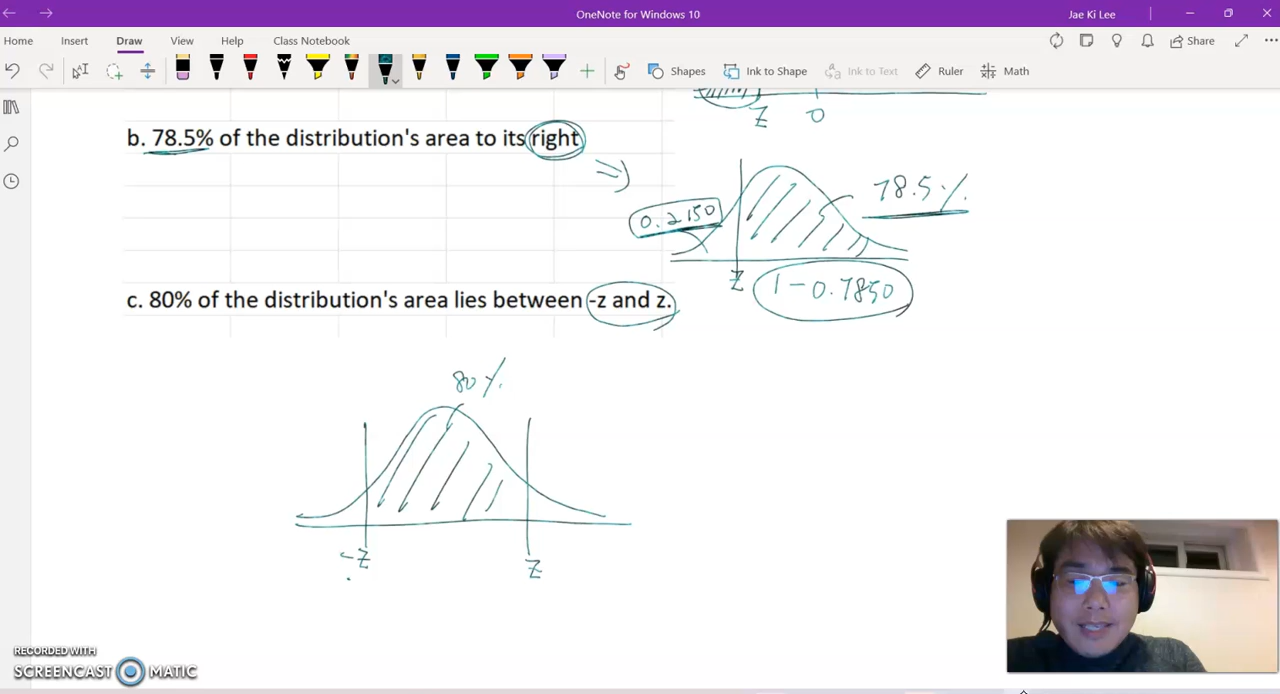 OneNote for Windows 10
Jae Ki Lee
Home Insert Draw View Help Class Notebook
Share
Shapes Ink to Shape Ink to Text Ruler Math
z 0
b. 78.5% of the distribution's area to its right
=>
78.5%
0.2150
z
1-0.7850
c. 80% of the distribution's area lies between -z and z.
80%
-z z
RECORDED WITH
SCREENCAST MATIC